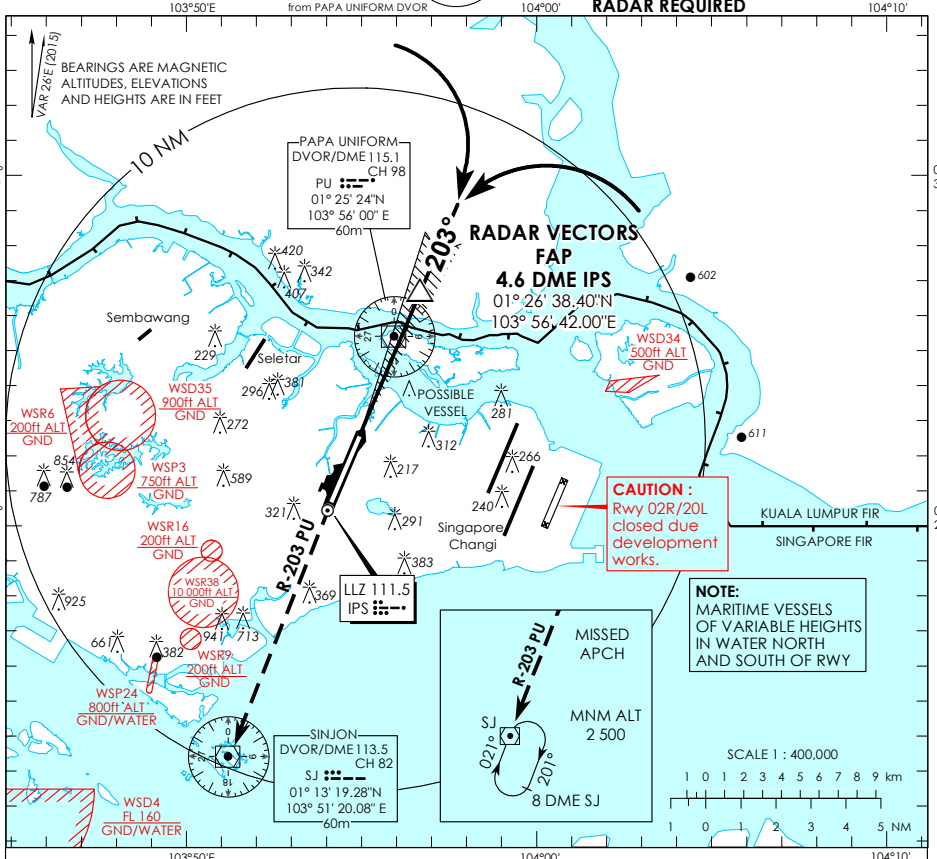 103°50'E
from PAPA UNIFORM DVOR
104°00'
RADAR REQUIRED
104°10'
VAR 26'E (2015)
BEARINGS ARE MAGNETIC
ALTITUDES, ELEVATIONS
AND HEIGHTS ARE IN FEET
10 NM
PAPA UNIFORM
DVOR/DME 115.1
CH 98
PU
01° 25' 24"N
103° 56' 00" E
60m
203°
RADAR VECTORS
FAP
4.6 DME IPS
01° 26' 38.40"N
103° 56' 42.00"E
420
342
407
602
Sembawang
229
Seletar
0
9
27
WSD34
500ft ALT
GND
296
381
POSSIBLE
VESSEL
281
WSD35
900ft ALT
GND
WSR6
200ft ALT
GND
272
312
611
854
787
WSP3
750ft ALT
GND
589
217
266
240
321
291
Singapore
Changi
CAUTION :
Rwy 02R/20L
closed due
development
works.
KUALA LUMPUR FIR
SINGAPORE FIR
WSR16
200ft ALT
GND
R-203 PU
383
WSR38
10 000ft ALT
GND
LLZ 111.5
IPS
369
925
NOTE:
MARITIME VESSELS
OF VARIABLE HEIGHTS
IN WATER NORTH
AND SOUTH OF RWY
661
382
941
713
WSR9
200ft ALT
GND
WSP24
800ft ALT
GND/WATER
MISSED
APCH
R-203 PU
MNM ALT
2 500
SJ
021°
201°
8 DME SJ
0
9
18
27
SINJON
DVOR/DME 113.5
CH 82
SJ
01° 13' 19.28"N
103° 51' 20.08" E
60m
WSD4
FL 160
GND/WATER
SCALE 1 : 400,000
1 0 1 2 3 4 5 6 7 8 9 km
1 0 1 2 3 4 5 NM
103°50'E
104°00'
104°10'